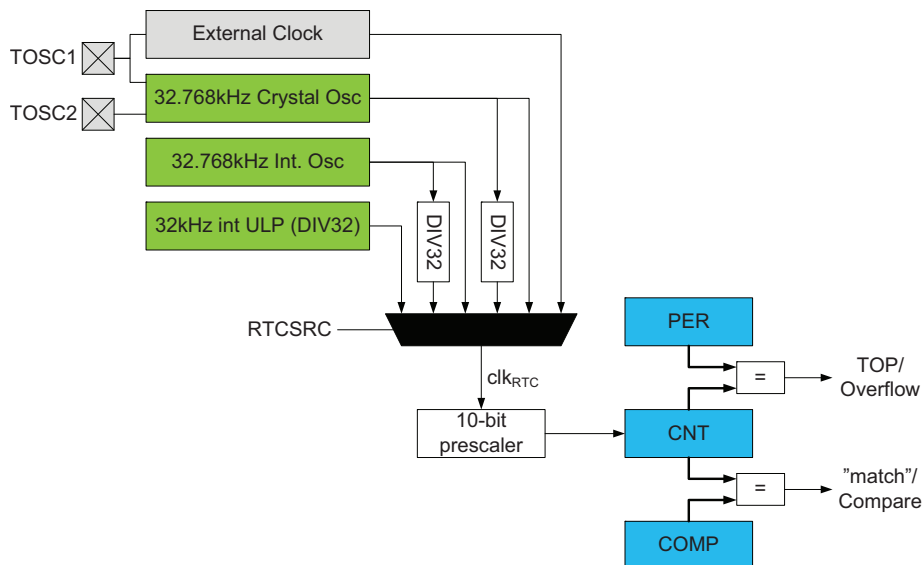 External Clock
TOSC1
32.768kHz Crystal Osc
TOSC2
32.768kHz Int. Osc
32kHz int ULP (DIV32)
DIV32
DIV32
RTCSRC
PER
TOP/
Overflow
=
clkRTC
10-bit
prescaler
CNT
"match"/
Compare
=
COMP